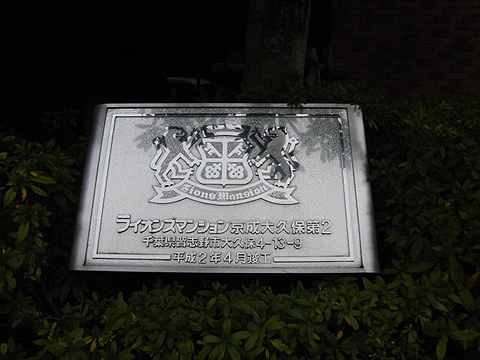 Lions Mansion
ライオンズマンション京成大久保第2
千葉県習志野市大久保4-13-9
平成2年4月竣工